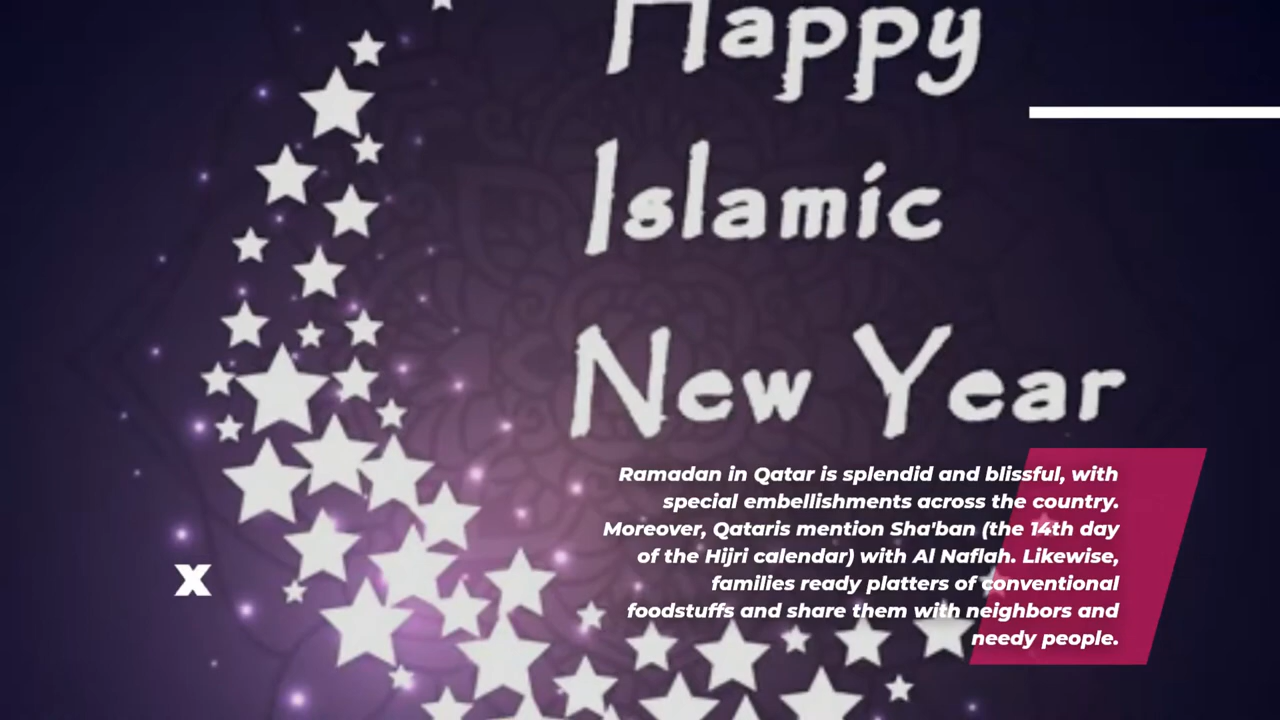 Happy
Islamic
New Year
Ramadan in Qatar is splendid and blissful, with
special embellishments across the country.
Moreover, Qataris mention Sha'ban (the 14th day
of the Hijri calendar) with Al Naflah. Likewise,
families ready platters of conventional
foodstuffs and share them with neighbors and
needy people.
x